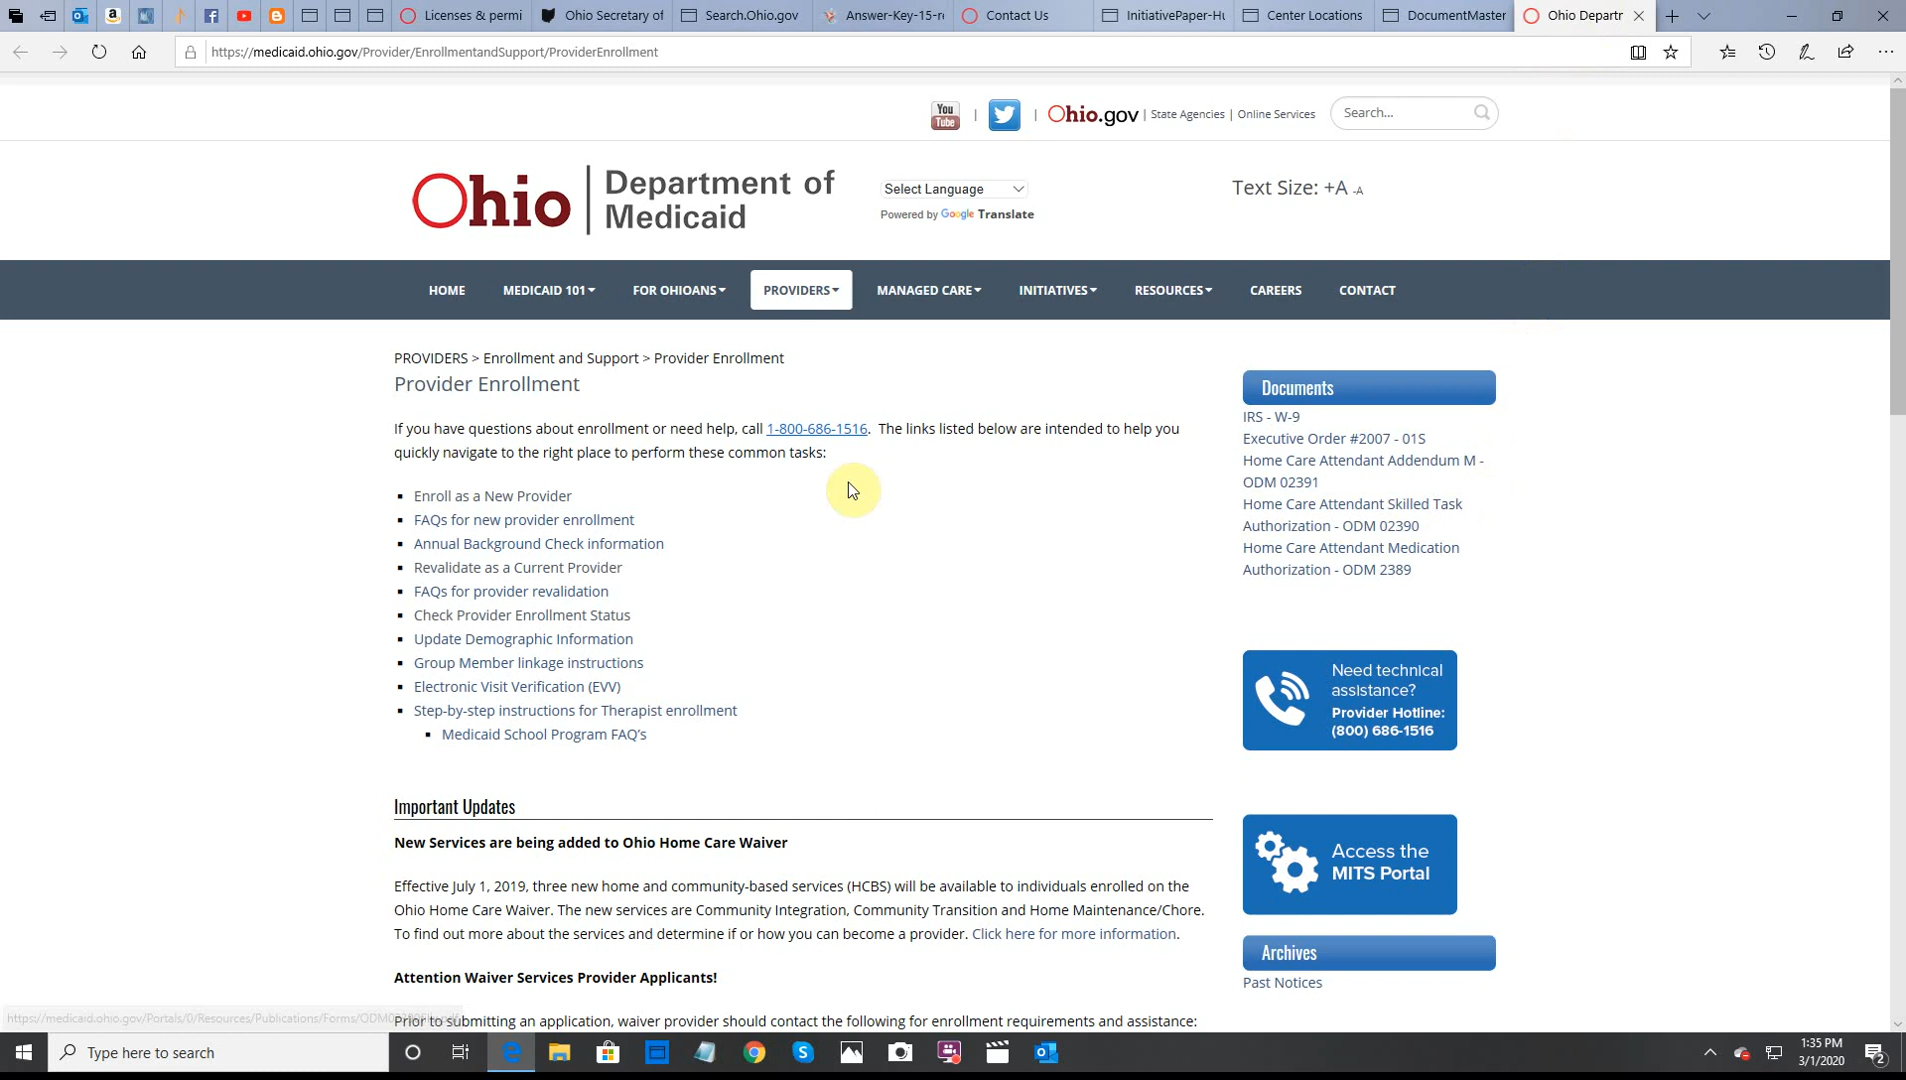 Licenses & permi
Ohio Secretary of
Search.Ohio.gov
Answer-Key-15-re
Contact Us
InitiativePaper-Hu
Center Locations
DocumentMaster
Ohio Departr
https://medicaid.ohio.gov/Provider/EnrollmentandSupport/ProviderEnrollment
You Tube | | Ohio.gov | State Agencies | Online Services
Search...
Ohio | Department of
Medicaid
Select Language
Powered by Google Translate
Text Size: +A -A
HOME MEDICAID 101 FOR OHIOANS PROVIDERS MANAGED CARE INITIATIVES RESOURCES CAREERS CONTACT
PROVIDERS > Enrollment and Support > Provider Enrollment
Provider Enrollment
If you have questions about enrollment or need help, call 1-800-686-1516. The links listed below are intended to help you
quickly navigate to the right place to perform these common tasks:
Enroll as a New Provider
FAQs for new provider enrollment
Annual Background Check information
Revalidate as a Current Provider
FAQs for provider revalidation
Check Provider Enrollment Status
Update Demographic Information
Group Member linkage instructions
Electronic Visit Verification (EVV)
Step-by-step instructions for Therapist enrollment
Medicaid School Program FAQ's
Important Updates
New Services are being added to Ohio Home Care Waiver
Effective July 1, 2019, three new home and community-based services (HCBS) will be available to individuals enrolled on the
Ohio Home Care Waiver. The new services are Community Integration, Community Transition and Home Maintenance/Chore.
To find out more about the services and determine if or how you can become a provider. Click here for more information.
Attention Waiver Services Provider Applicants!
Prior to submitting an application, waiver provider should contact the following for enrollment requirements and assistance:
Documents
IRS - W-9
Executive Order #2007 - 01S
Home Care Attendant Addendum M -
ODM 02391
Home Care Attendant Skilled Task
Authorization - ODM 02390
Home Care Attendant Medication
Authorization - ODM 2389
Need technical
assistance?
Provider Hotline:
(800) 686-1516
Access the
MITS Portal
Archives
Past Notices
https://medicaid.ohio.gov/Portals/0/Resources/Publications/Forms/
Type here to search
1:35 PM
3/1/2020
2